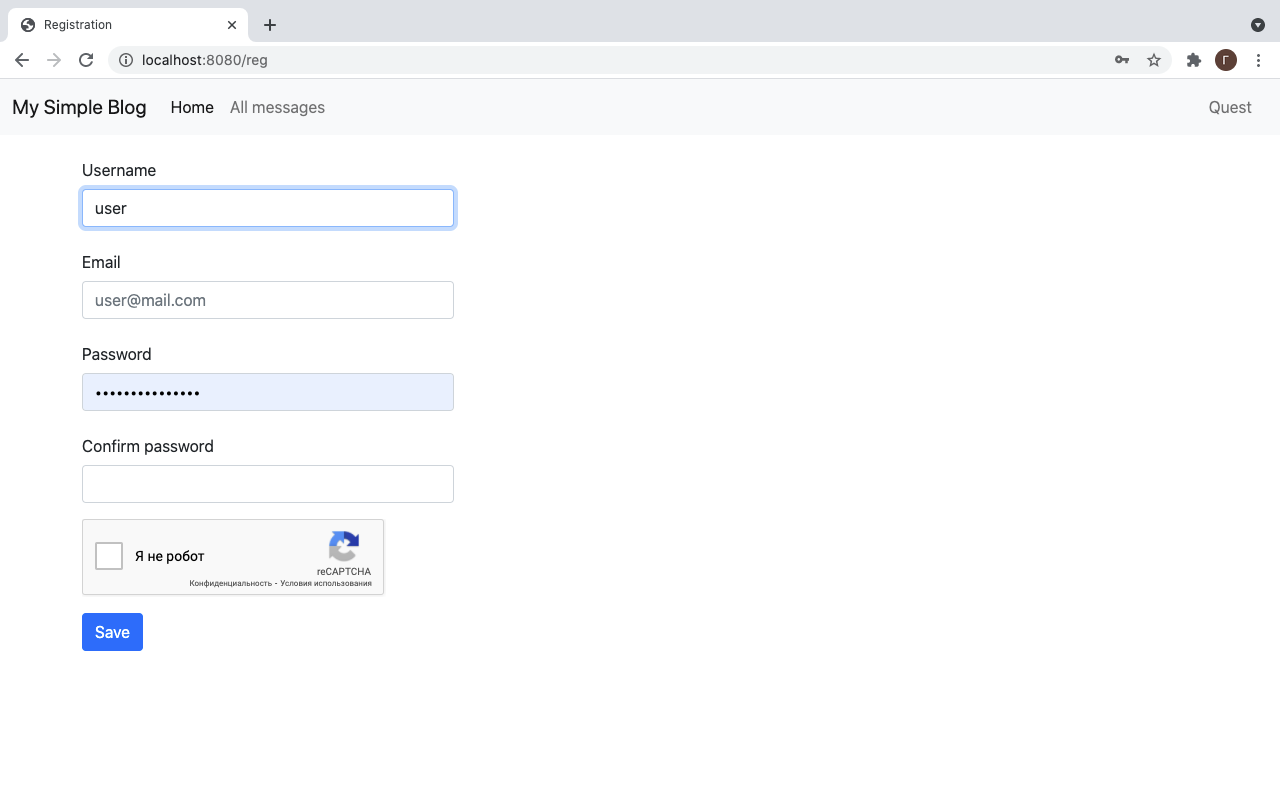 Registration
localhost:8080/reg
Г
My Simple Blog Home All messages Quest
Username
user
Email
user@mail.com
Password
•••••••••••••••
Confirm password
Я не робот
reCAPTCHA
Конфиденциальность - Условия использования
Save